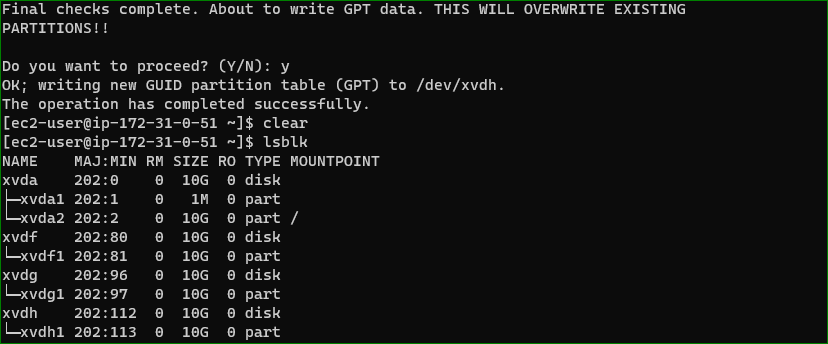 Final checks complete. About to write GPT data. THIS WILL OVERWRITE EXISTING
PARTITIONS!!

Do you want to proceed? (Y/N): y
OK; writing new GUID partition table (GPT) to /dev/xvdh.
The operation has completed successfully.
[ec2-user@ip-172-31-0-51 ~]$ clear
[ec2-user@ip-172-31-0-51 ~]$ lsblk
NAME    MAJ:MIN RM SIZE RO TYPE MOUNTPOINT
xvda    202:0    0  10G  0 disk
├─xvda1 202:1    0   1M  0 part
└─xvda2 202:2    0  10G  0 part /
xvdf    202:80   0  10G  0 disk
└─xvdf1 202:81   0  10G  0 part
xvdg    202:96   0  10G  0 disk
└─xvdg1 202:97   0  10G  0 part
xvdh    202:112  0  10G  0 disk
└─xvdh1 202:113  0  10G  0 part